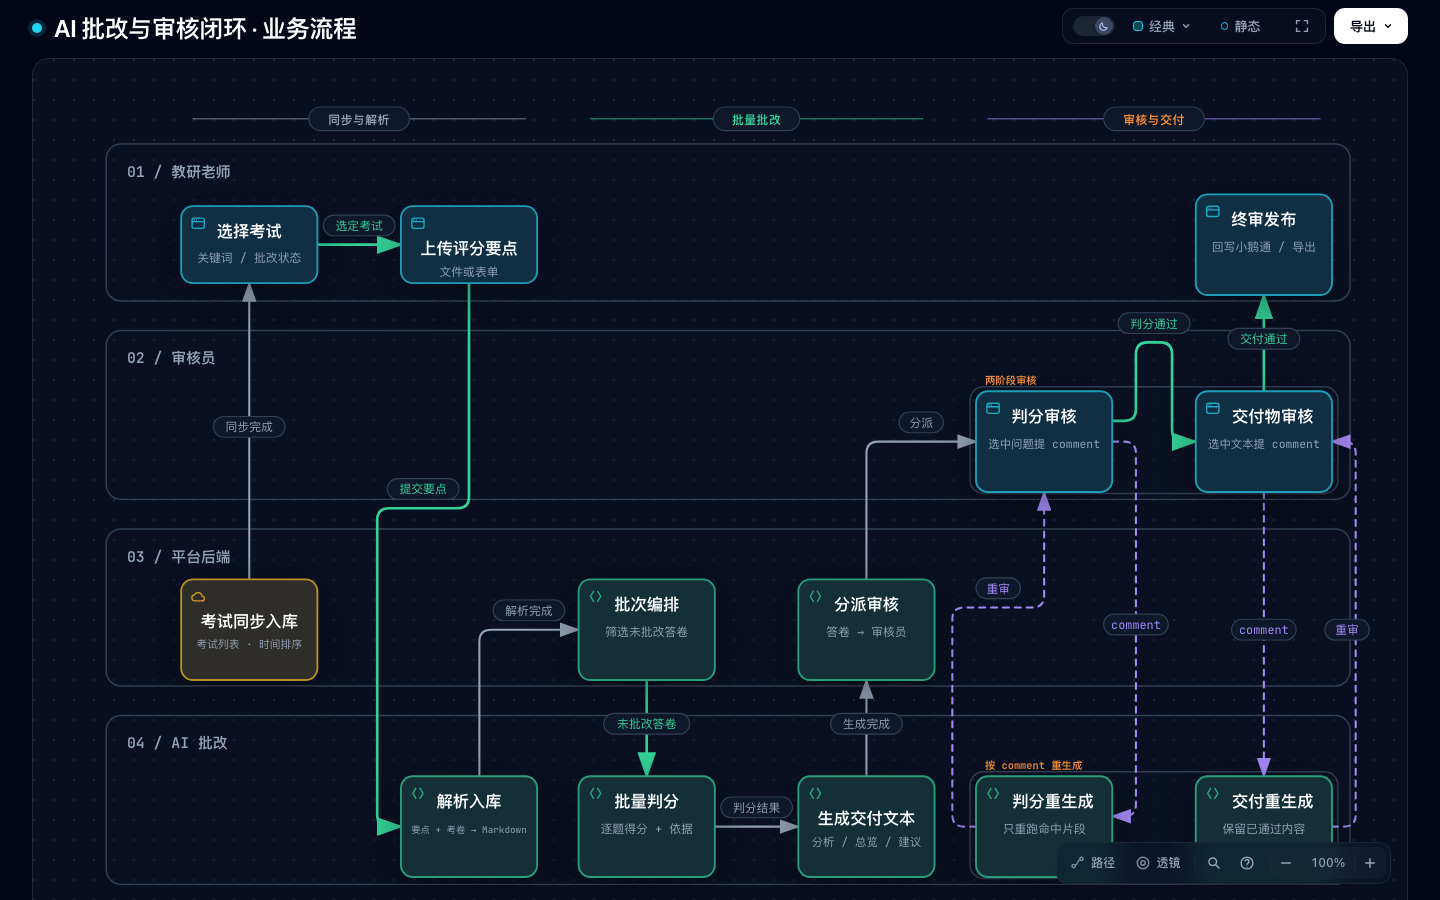 AI 批改与审核闭环 · 业务流程
经典
静态
导出
同步与解析
批量批改
审核与交付
01 / 教研老师
选择考试
关键词 / 批改状态
选定考试
上传评分要点
文件或表单
终审发布
回写小鹅通 / 导出
判分通过
交付通过
02 / 审核员
两阶段审核
判分审核
选中问题提 comment
交付物审核
选中文本提 comment
分派
同步完成
提交要点
03 / 平台后端
考试同步入库
考试列表 · 时间排序
解析完成
批次编排
筛选未批改答卷
分派审核
答卷 → 审核员
重审
comment
comment
重审
未批改答卷
生成完成
04 / AI 批改
按 comment 重生成
解析入库
要点 + 考卷 → Markdown
批量判分
逐题得分 + 依据
判分结果
生成交付文本
分析 / 总览 / 建议
判分重生成
只重跑命中片段
交付重生成
保留已通过内容
路径
透镜
100%